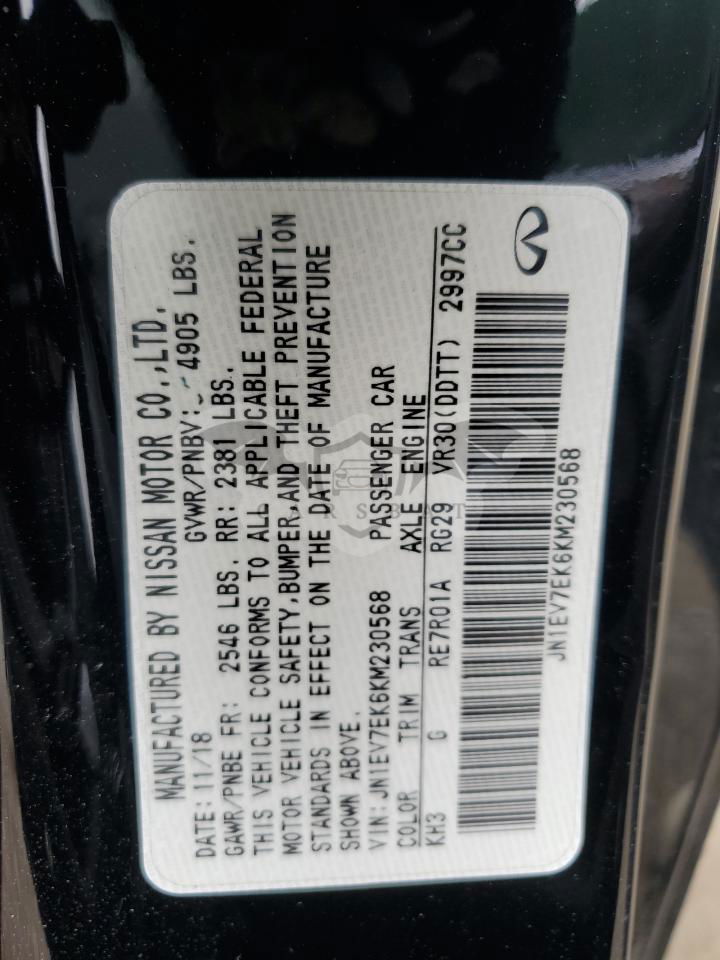 MANUFACTURED BY NISSAN MOTOR CO.,LTD.
DATE: 11/18 GVWR/PNBV: 4905 LBS.
GAWR/PNBE FR: 2546 LBS. RR: 2381 LBS.
THIS VEHICLE CONFORMS TO ALL APPLICABLE FEDERAL
MOTOR VEHICLE SAFETY,BUMPER,AND THEFT PREVENTION
STANDARDS IN EFFECT ON THE DATE OF MANUFACTURE
SHOWN ABOVE.
VIN: JN1EV7EK6KM230568 PASSENGER CAR
COLOR TRIM TRANS AXLE ENGINE
KH3 G RE7R01A RG29 VR30(DDTT) 2997CC
JN1EV7EK6KM230568